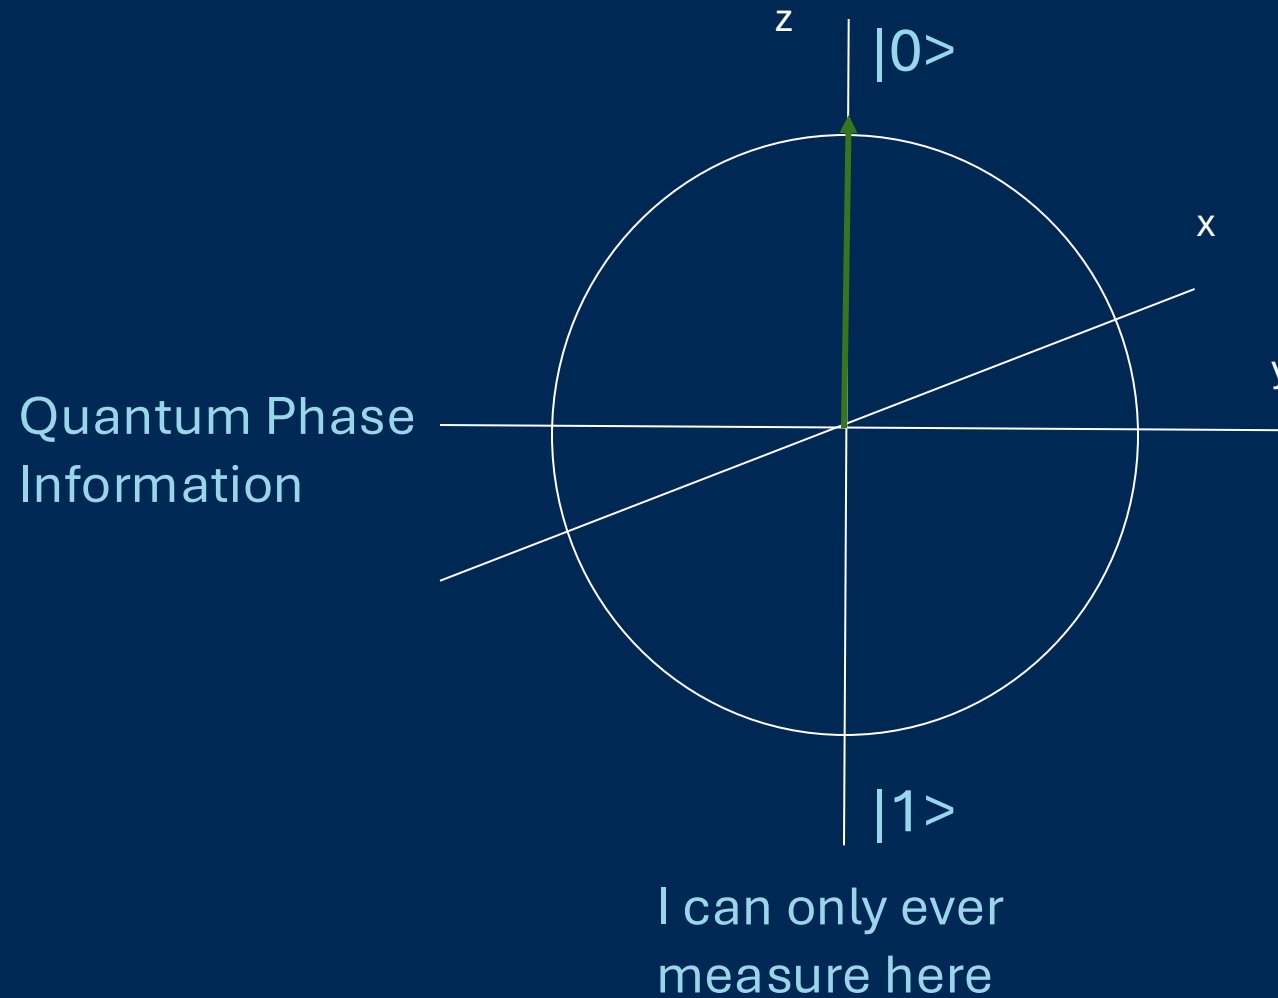 z
|0>
x
y
Quantum Phase
Information
|1>
I can only ever
measure here